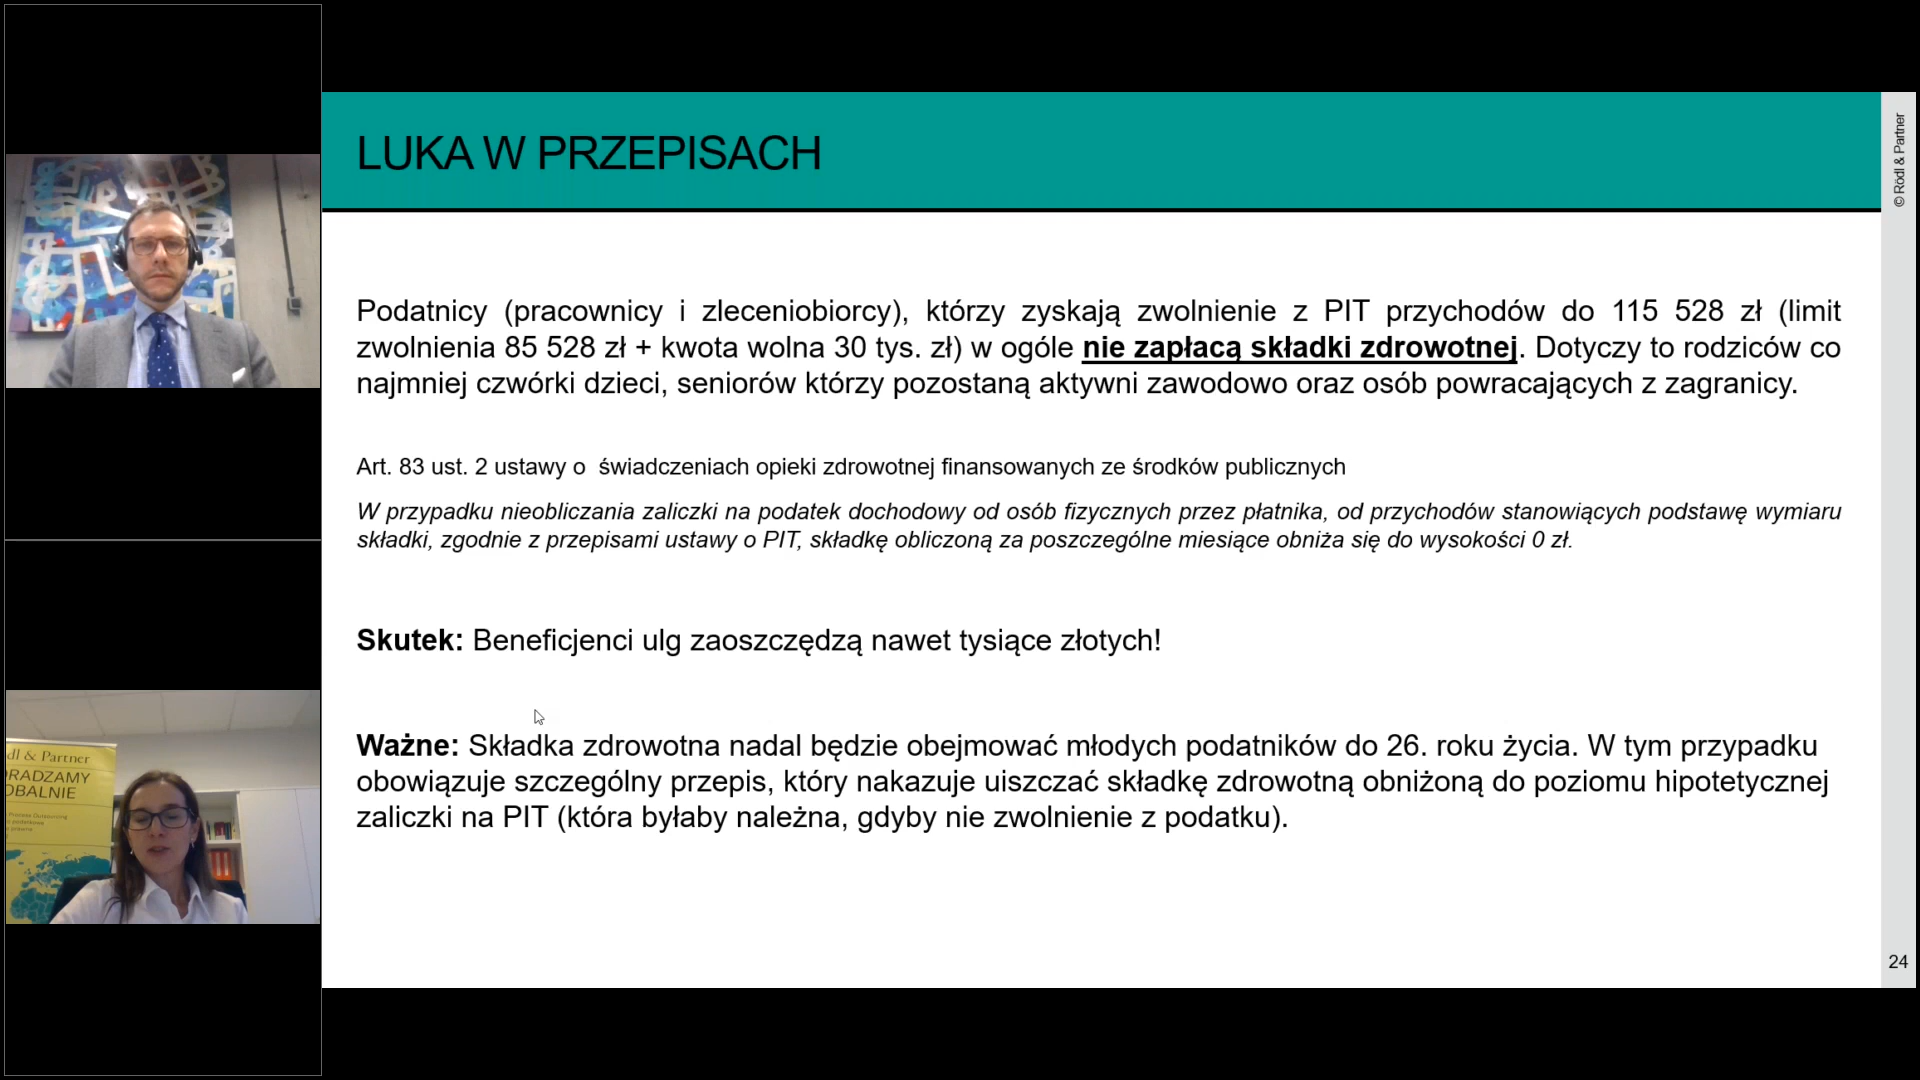 LUKA W PRZEPISACH
© Rödl & Partner
Podatnicy (pracownicy i zleceniobiorcy), którzy zyskają zwolnienie z PIT przychodów do 115 528 zł (limit
zwolnienia 85 528 zł + kwota wolna 30 tys. zł) w ogóle nie zapłacą składki zdrowotnej. Dotyczy to rodziców co
najmniej czwórki dzieci, seniorów którzy pozostaną aktywni zawodowo oraz osób powracających z zagranicy.
Art. 83 ust. 2 ustawy o świadczeniach opieki zdrowotnej finansowanych ze środków publicznych
W przypadku nieobliczania zaliczki na podatek dochodowy od osób fizycznych przez płatnika, od przychodów stanowiących podstawę wymiaru
składki, zgodnie z przepisami ustawy o PIT, składkę obliczoną za poszczególne miesiące obniża się do wysokości 0 zł.
Skutek: Beneficjenci ulg zaoszczędzą nawet tysiące złotych!
Ważne: Składka zdrowotna nadal będzie obejmować młodych podatników do 26. roku życia. W tym przypadku
obowiązuje szczególny przepis, który nakazuje uiszczać składkę zdrowotną obniżoną do poziomu hipotetycznej
zaliczki na PIT (która byłaby należna, gdyby nie zwolnienie z podatku).
24
dl & Partner
ORADZAMY
OBALNIE